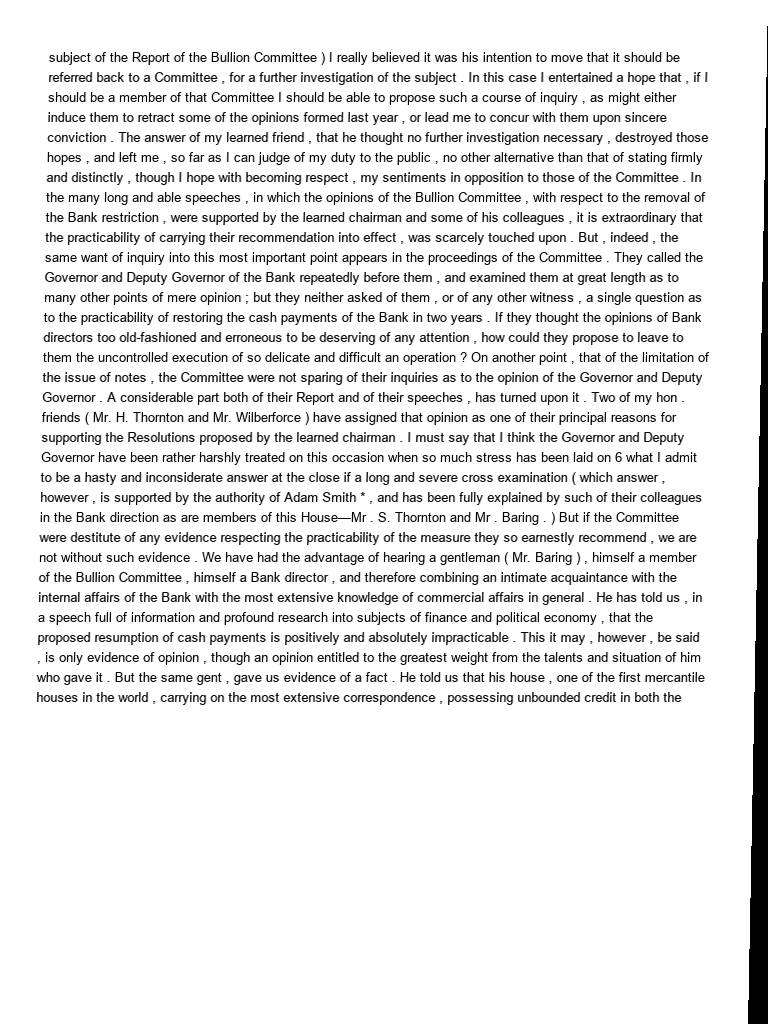 subject of the Report of the Bullion Committee ) I really believed it was his intention to move that it should be
referred back to a Committee , for a further investigation of the subject . In this case I entertained a hope that , if I
should be a member of that Committee I should be able to propose such a course of inquiry , as might either
induce them to retract some of the opinions formed last year , or lead me to concur with them upon sincere
conviction . The answer of my learned friend , that he thought no further investigation necessary , destroyed those
hopes , and left me , so far as I can judge of my duty to the public , no other alternative than that of stating firmly
and distinctly , though I hope with becoming respect , my sentiments in opposition to those of the Committee . In
the many long and able speeches , in which the opinions of the Bullion Committee , with respect to the removal of
the Bank restriction , were supported by the learned chairman and some of his colleagues , it is extraordinary that
the practicability of carrying their recommendation into effect , was scarcely touched upon . But , indeed , the
same want of inquiry into this most important point appears in the proceedings of the Committee . They called the
Governor and Deputy Governor of the Bank repeatedly before them , and examined them at great length as to
many other points of mere opinion ; but they neither asked of them , or of any other witness , a single question as
to the practicability of restoring the cash payments of the Bank in two years . If they thought the opinions of Bank
directors too old-fashioned and erroneous to be deserving of any attention , how could they propose to leave to
them the uncontrolled execution of so delicate and difficult an operation ? On another point , that of the limitation of
the issue of notes , the Committee were not sparing of their inquiries as to the opinion of the Governor and Deputy
Governor . A considerable part both of their Report and of their speeches , has turned upon it . Two of my hon .
friends ( Mr. H. Thornton and Mr. Wilberforce ) have assigned that opinion as one of their principal reasons for
supporting the Resolutions proposed by the learned chairman . I must say that I think the Governor and Deputy
Governor have been rather harshly treated on this occasion when so much stress has been laid on 6 what I admit
to be a hasty and inconsiderate answer at the close if a long and severe cross examination ( which answer ,
however , is supported by the authority of Adam Smith * , and has been fully explained by such of their colleagues
in the Bank direction as are members of this House—Mr . S. Thornton and Mr . Baring . ) But if the Committee
were destitute of any evidence respecting the practicability of the measure they so earnestly recommend , we are
not without such evidence . We have had the advantage of hearing a gentleman ( Mr. Baring ) , himself a member
of the Bullion Committee , himself a Bank director , and therefore combining an intimate acquaintance with the
internal affairs of the Bank with the most extensive knowledge of commercial affairs in general . He has told us , in
a speech full of information and profound research into subjects of finance and political economy , that the
proposed resumption of cash payments is positively and absolutely impracticable . This it may , however , be said
, is only evidence of opinion , though an opinion entitled to the greatest weight from the talents and situation of him
who gave it . But the same gent , gave us evidence of a fact . He told us that his house , one of the first mercantile
houses in the world , carrying on the most extensive correspondence , possessing unbounded credit in both the